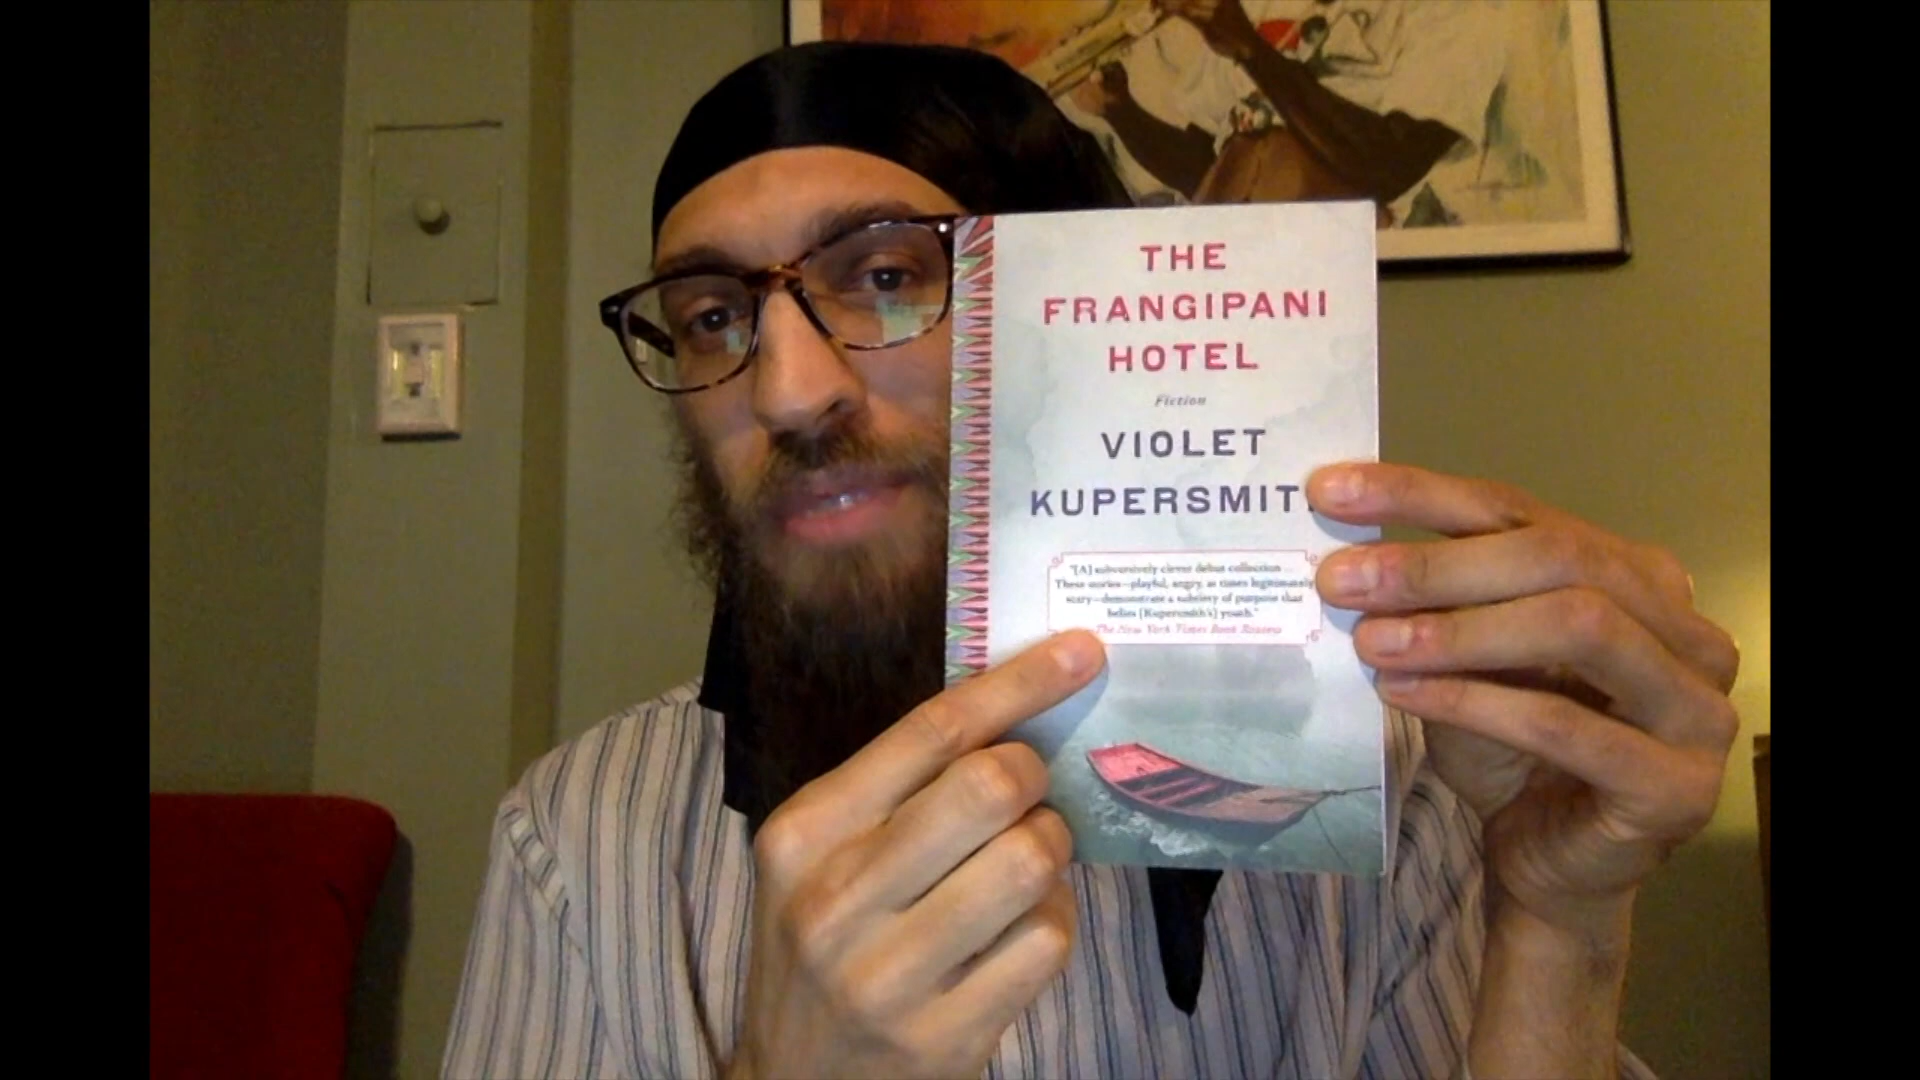 THE
FRANGIPANI
HOTEL
Fiction
VIOLET
KUPERSMIT
"[A] subversively clever debut collection ...
These stories—playful, angry, at times legitimately
scary—demonstrate a subtlety of purpose that
belies [Kupersmith's] youth."
The New York Times Book Review